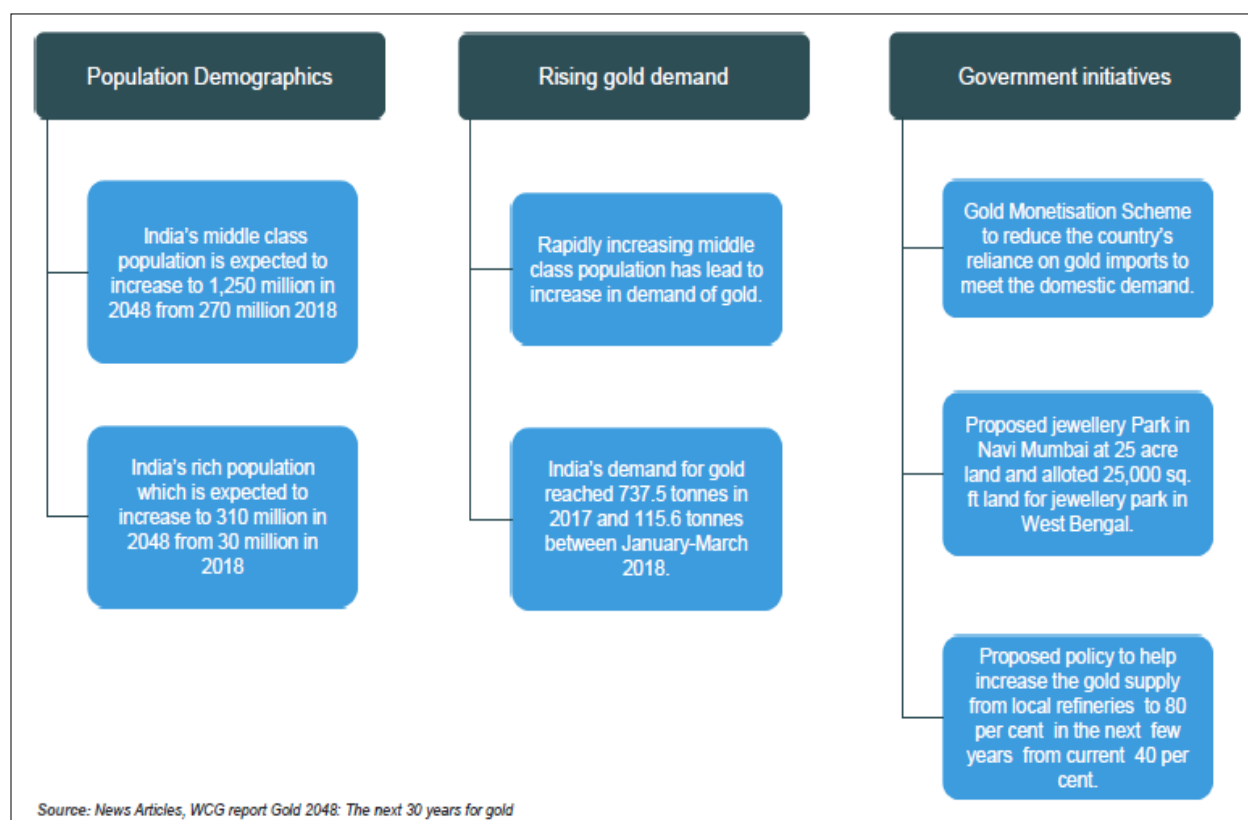 Population Demographics
India's middle class
population is expected to
increase to 1,250 million in
2048 from 270 million 2018
India's rich population
which is expected to
increase to 310 million in
2048 from 30 million in
2018
Rising gold demand
Rapidly increasing middle
class population has lead to
increase in demand of gold.
India's demand for gold
reached 737.5 tonnes in
2017 and 115.6 tonnes
between January-March
2018.
Government initiatives
Gold Monetisation Scheme
to reduce the country's
reliance on gold imports to
meet the domestic demand.
Proposed jewellery Park in
Navi Mumbai at 25 acre
land and alloted 25,000 sq.
ft land for jewellery park in
West Bengal.
Proposed policy to help
increase the gold supply
from local refineries to 80
per cent in the next few
years from current 40 per
cent.
Source: News Articles, WCG report Gold 2048: The next 30 years for gold